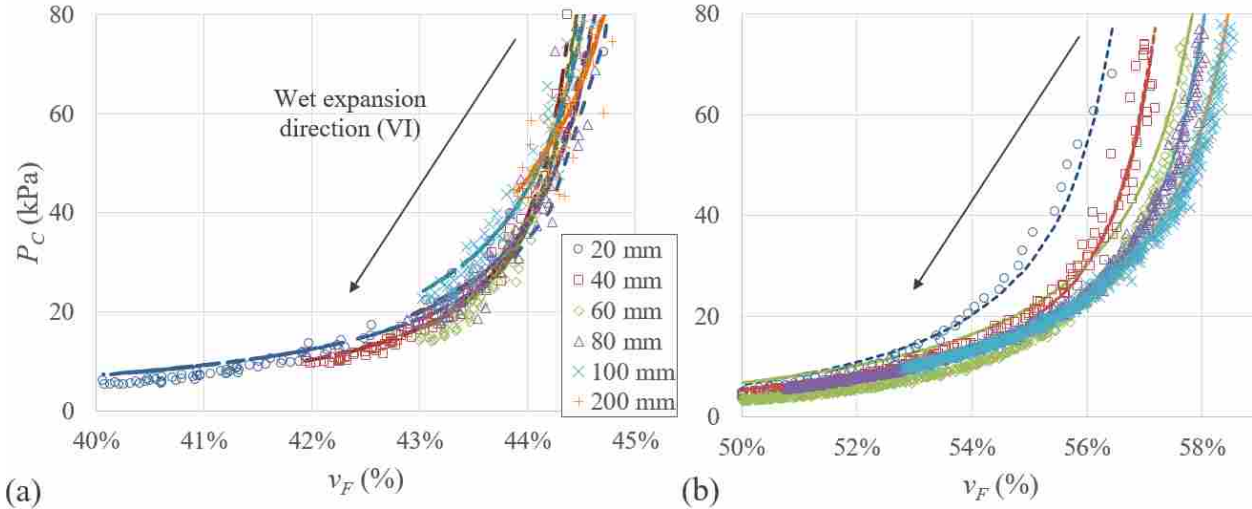 80
60
40
20
0
P_C (kPa)
Wet expansion
direction (VI)
20 mm
40 mm
60 mm
80 mm
100 mm
200 mm
40%
41%
42%
43%
44%
45%
v_F (%)
(a)
80
60
40
20
0
50%
52%
54%
56%
58%
v_F (%)
(b)